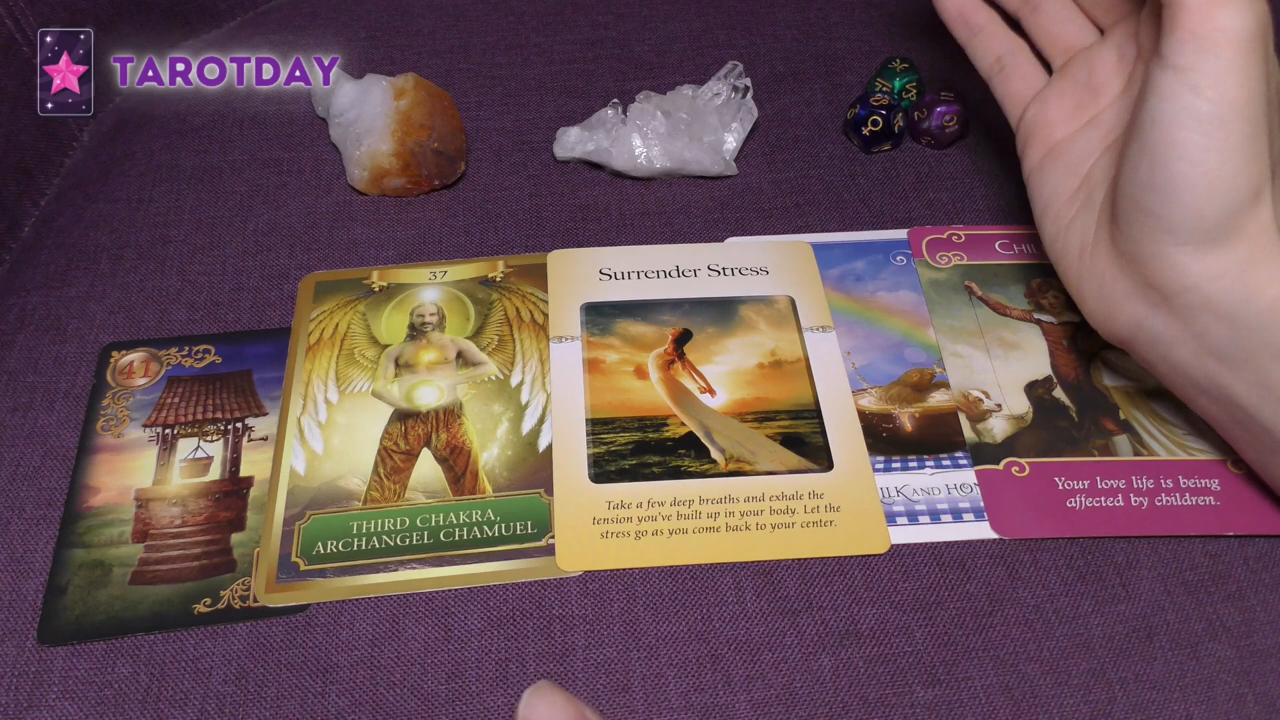 TAROTDAY
41
37
THIRD CHAKRA,
ARCHANGEL CHAMUEL
Surrender Stress
Take a few deep breaths and exhale the
tension you've built up in your body. Let the
stress go as you come back to your center.
AND
Your love life is being
affected by children.